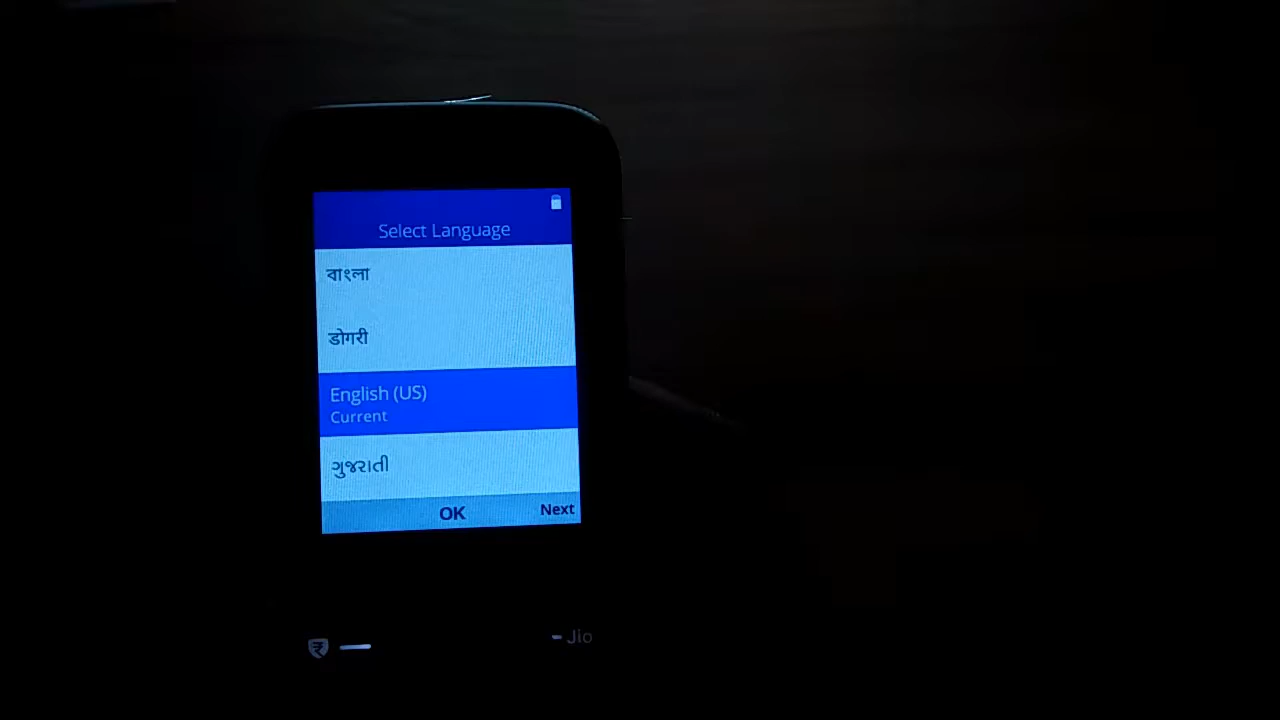 Select Language
বাংলা
डोगरी
English (US)
Current
ગુજરાતી
OK Next
₹ Jio